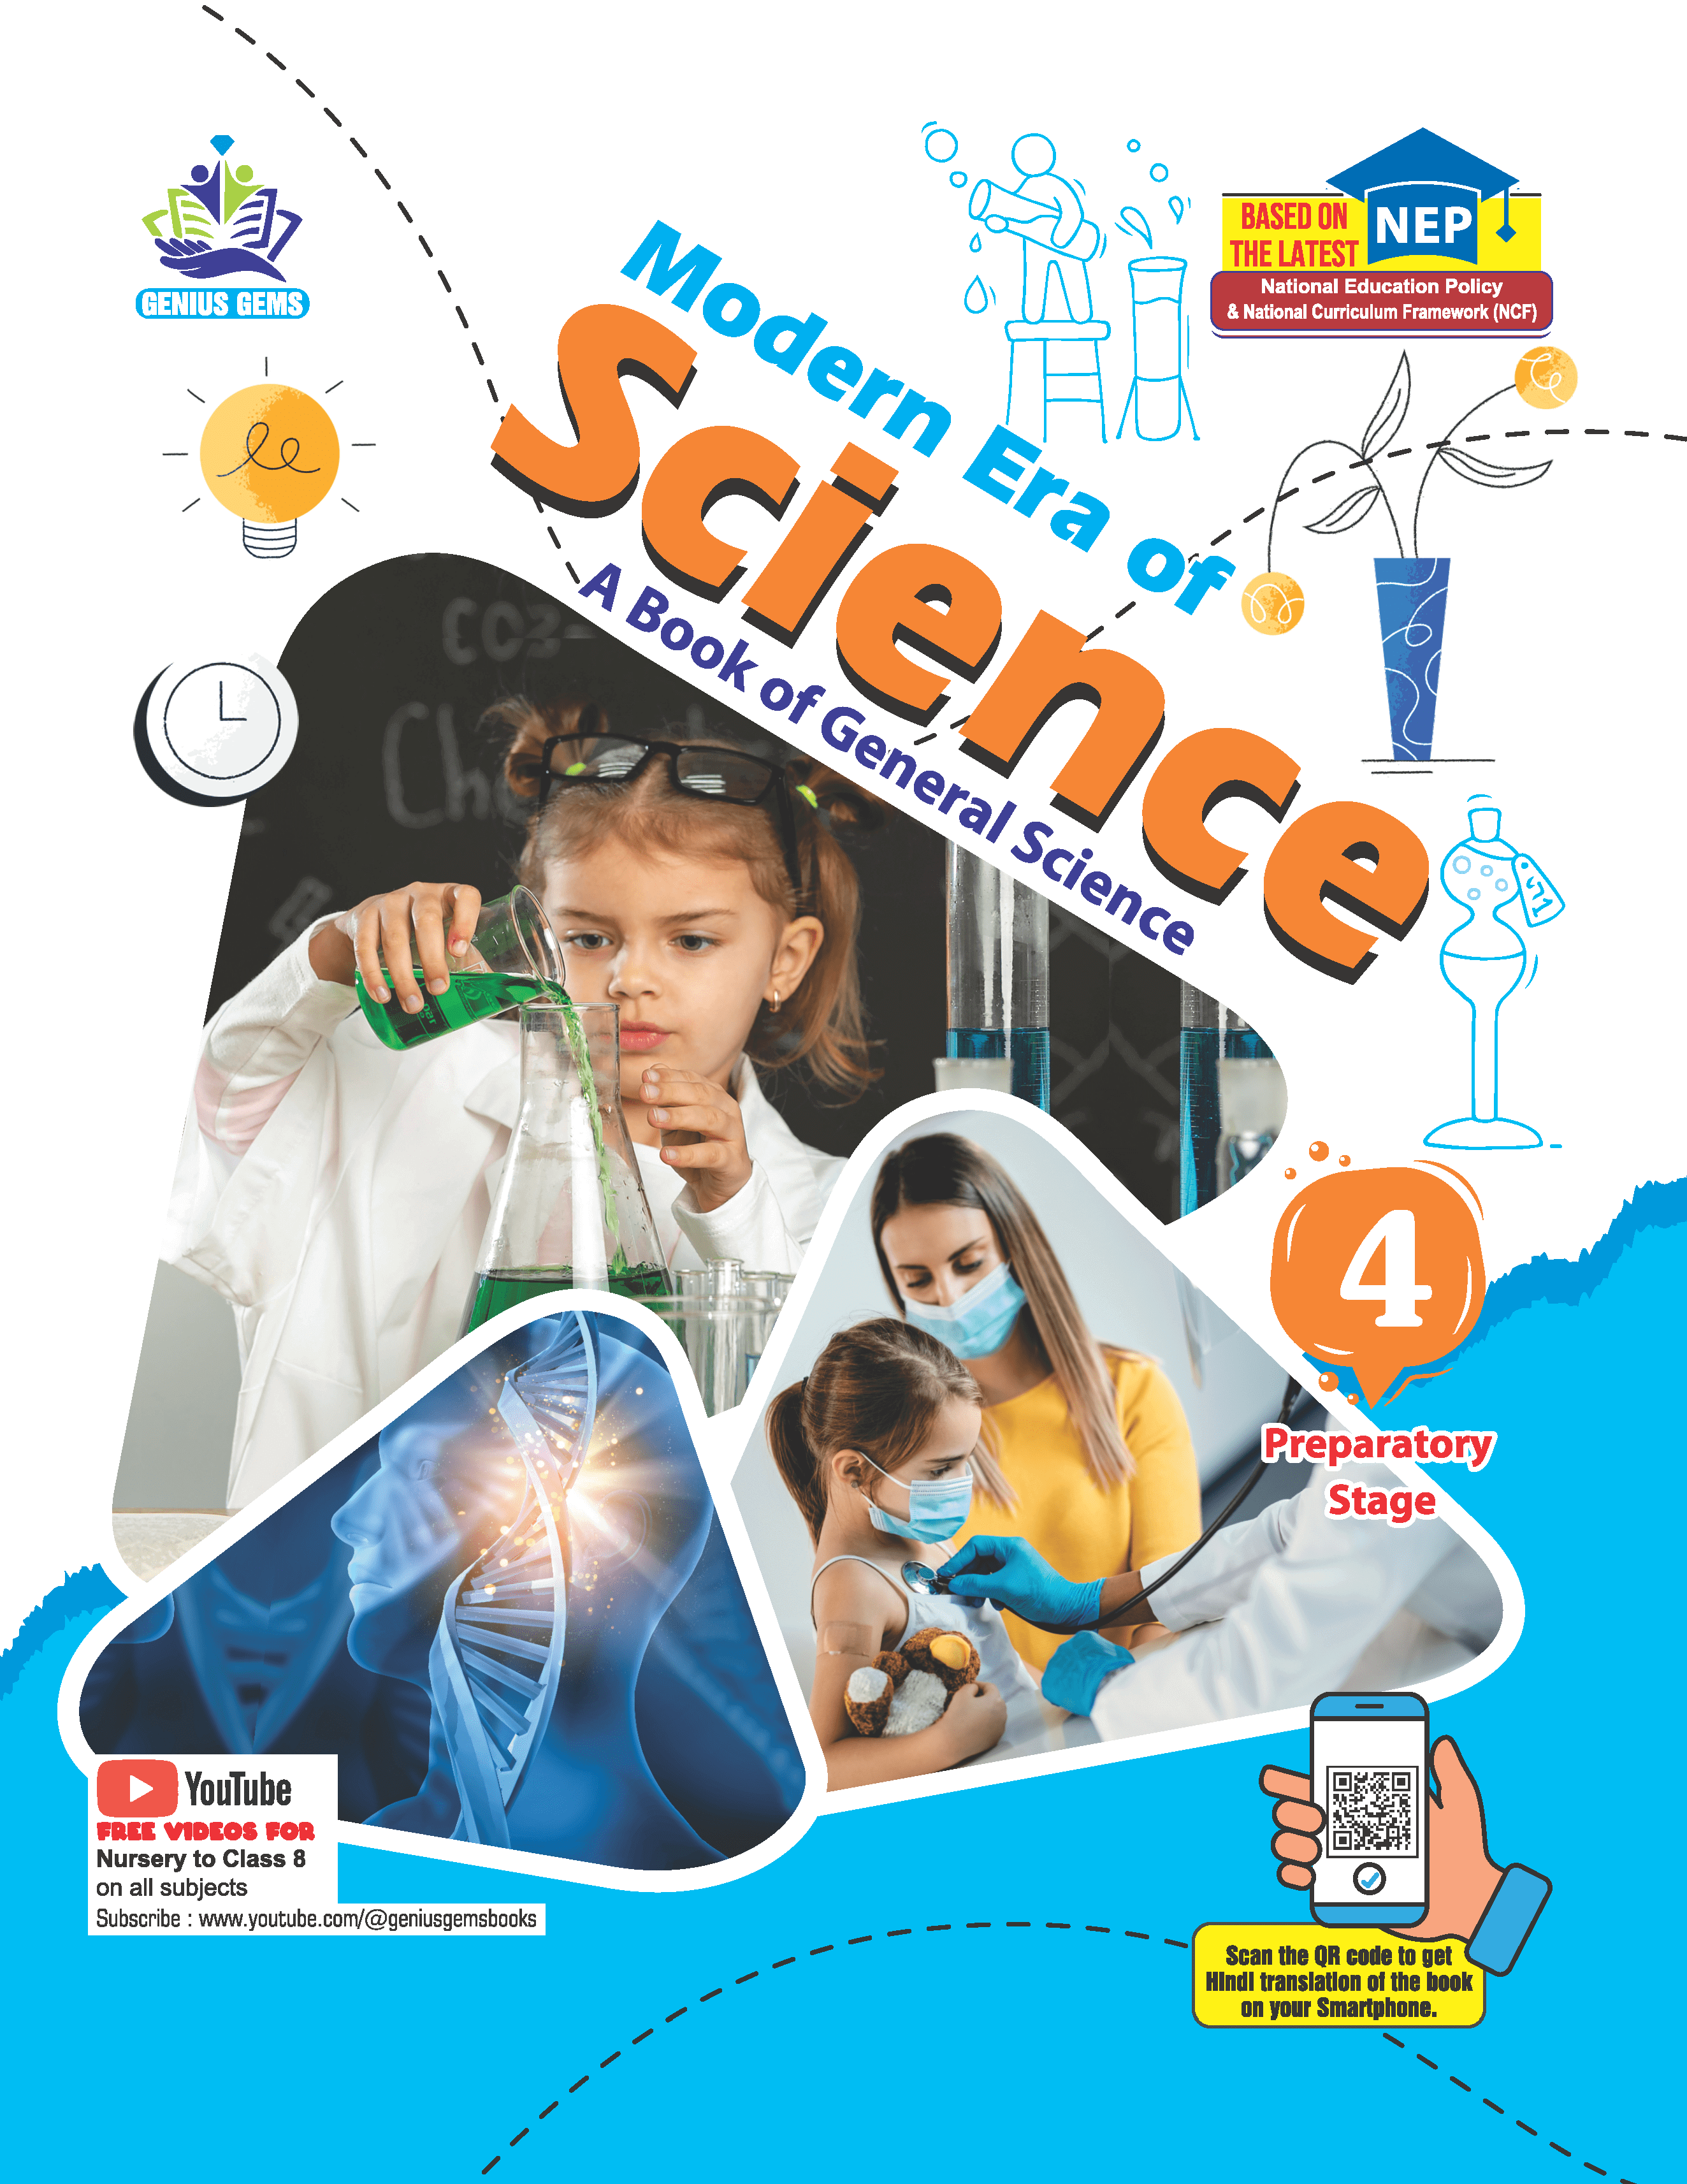 GENIUS GEMS
BASED ON
THE LATEST
NEP
National Education Policy
& National Curriculum Framework (NCF)
Modern Era of
Science
A Book of General Science
4
Preparatory
Stage
YouTube
FREE VIDEOS FOR
Nursery to Class 8
on all subjects
Subscribe : www.youtube.com/@geniusgemsbooks
Scan the QR code to get
Hindi translation of the book
on your Smartphone.